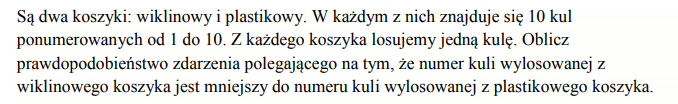 Są dwa koszyki: wiklinowy i plastikowy. W każdym z nich znajduje się 10 kul
ponumerowanych od 1 do 10. Z każdego koszyka losujemy jedną kulę. Oblicz
prawdopodobieństwo zdarzenia polegającego na tym, że numer kuli wylosowanej z
wiklinowego koszyka jest mniejszy do numeru kuli wylosowanej z plastikowego koszyka.